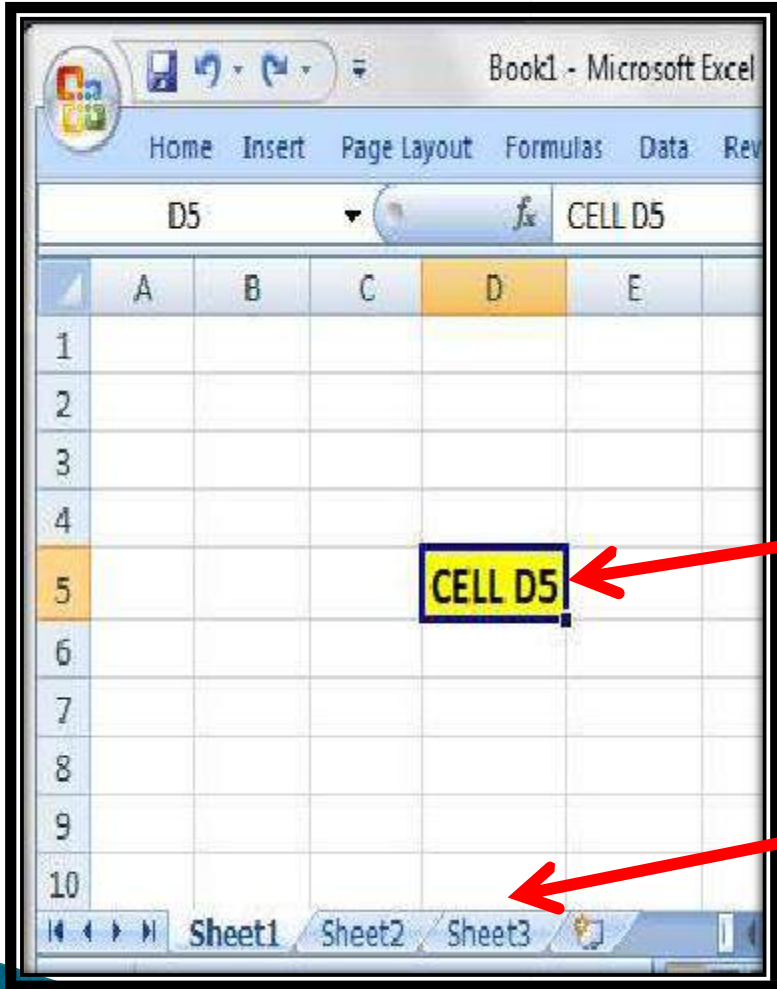 Book1 - Microsoft Excel
Home Insert Page Layout Formulas Data Rev
D5 fx CELL D5
A B C D E
1
2
3
4
5 CELL D5
6
7
8
9
10
Sheet1 Sheet2 Sheet3